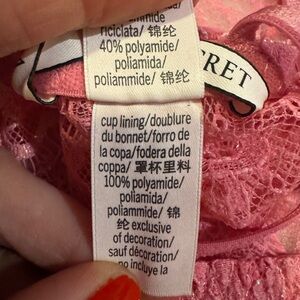 riciclata/ 锦纶
40% polyamide/
poliamida/
poliammide/ 锦纶
RET
cup lining/doublure
du bonnet/forro de
la copa/fodera della
coppa/ 罩杯里料
100% polyamide/
poliamida/
poliammide/ 锦
纶 exclusive
of decoration/
sauf décoration/
no incluye la